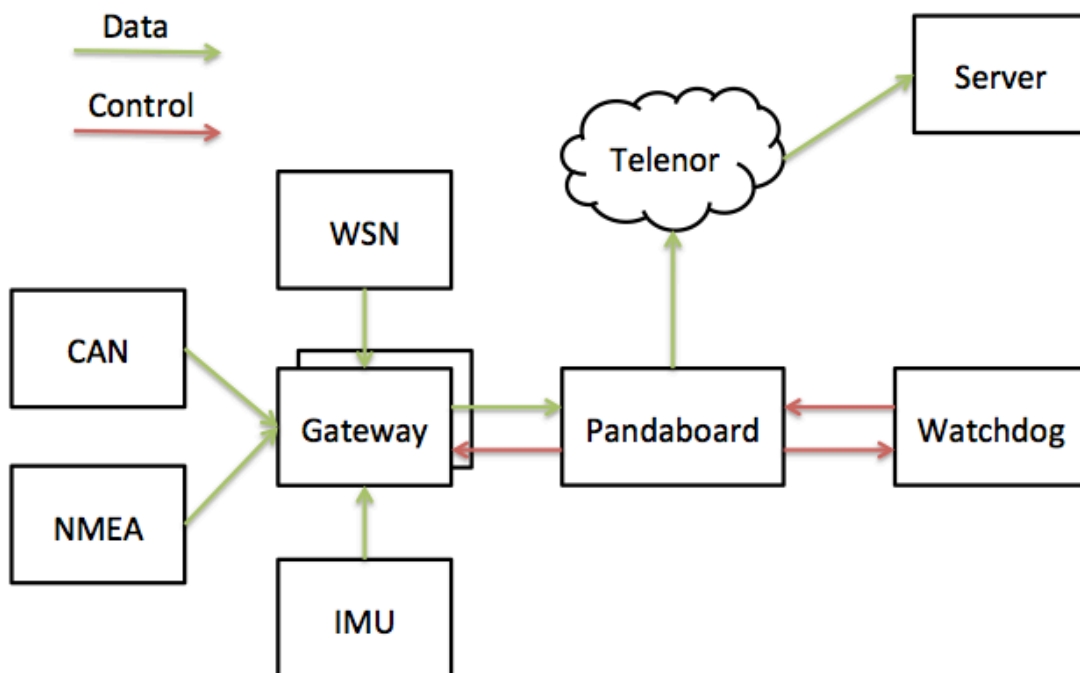 Data
Control
Server
Telenor
WSN
CAN
Gateway
Pandaboard
Watchdog
NMEA
IMU